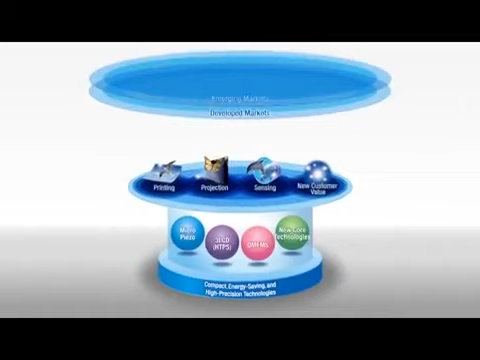 Emerging Markets
Developed Markets
Printing
Projection
Sensing
New Customer
Value
Micro
Piezo
3LCD
(HTPS)
QMEMS
New Core
Technologies
Compact, Energy-Saving, and
High-Precision Technologies